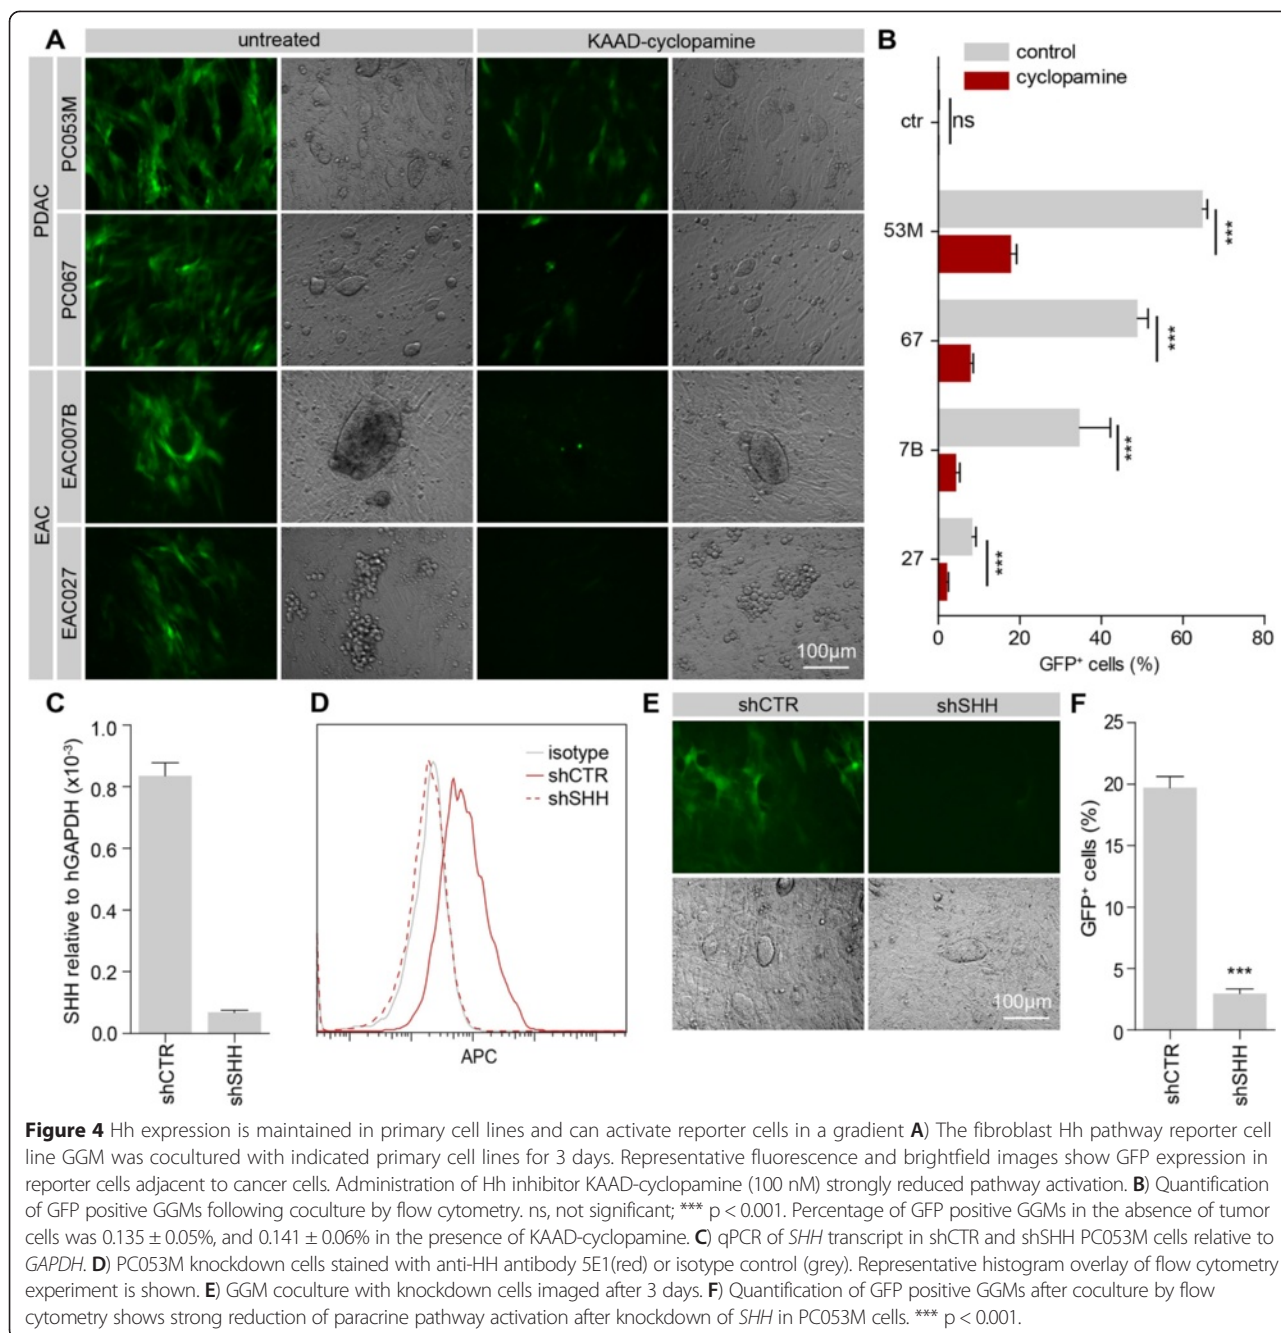 A
untreated
KAAD-cyclopamine
PDAC
PC053M
PC067
EAC
EAC007B
EAC027
100µm
B
control
cyclopamine
ctr
ns
53M
***
67
***
7B
***
27
***
0 20 40 60 80
GFP⁺ cells (%)
C
SHH relative to hGAPDH (x10⁻³)
1.0
0.8
0.6
0.4
0.2
0.0
shCTR
shSHH
D
isotype
shCTR
shSHH
APC
E
shCTR
shSHH
100µm
F
GFP⁺ cells (%)
25
20
15
10
5
0
***
shCTR
shSHH
Figure 4 Hh expression is maintained in primary cell lines and can activate reporter cells in a gradient A) The fibroblast Hh pathway reporter cell
line GGM was cocultured with indicated primary cell lines for 3 days. Representative fluorescence and brightfield images show GFP expression in
reporter cells adjacent to cancer cells. Administration of Hh inhibitor KAAD-cyclopamine (100 nM) strongly reduced pathway activation. B) Quantification
of GFP positive GGMs following coculture by flow cytometry. ns, not significant; *** p < 0.001. Percentage of GFP positive GGMs in the absence of tumor
cells was 0.135 ± 0.05%, and 0.141 ± 0.06% in the presence of KAAD-cyclopamine. C) qPCR of SHH transcript in shCTR and shSHH PC053M cells relative to
GAPDH. D) PC053M knockdown cells stained with anti-HH antibody 5E1(red) or isotype control (grey). Representative histogram overlay of flow cytometry
experiment is shown. E) GGM coculture with knockdown cells imaged after 3 days. F) Quantification of GFP positive GGMs after coculture by flow
cytometry shows strong reduction of paracrine pathway activation after knockdown of SHH in PC053M cells. *** p < 0.001.